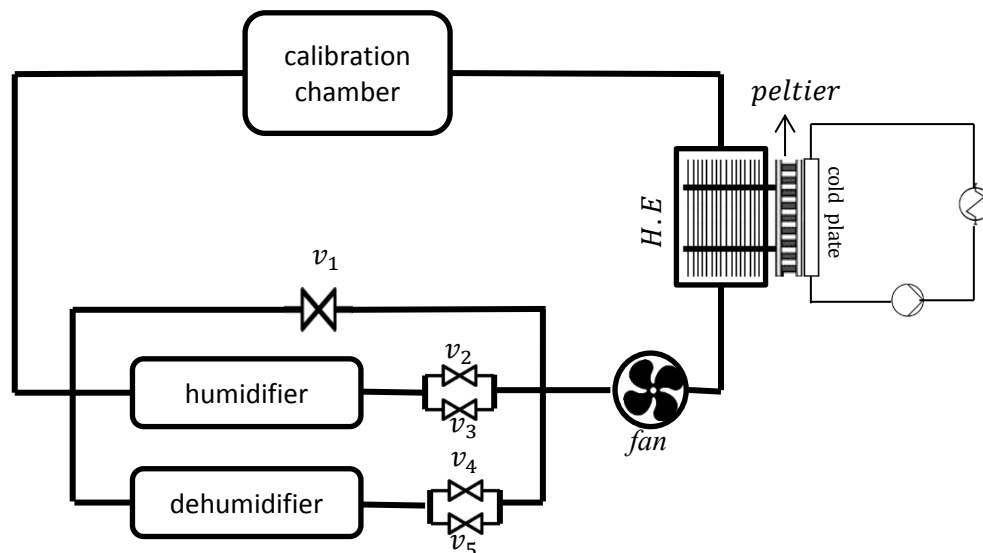 calibration
chamber
peltier
H.E
cold plate
v₁
v₂
humidifier
v₃
fan
v₄
dehumidifier
v₅